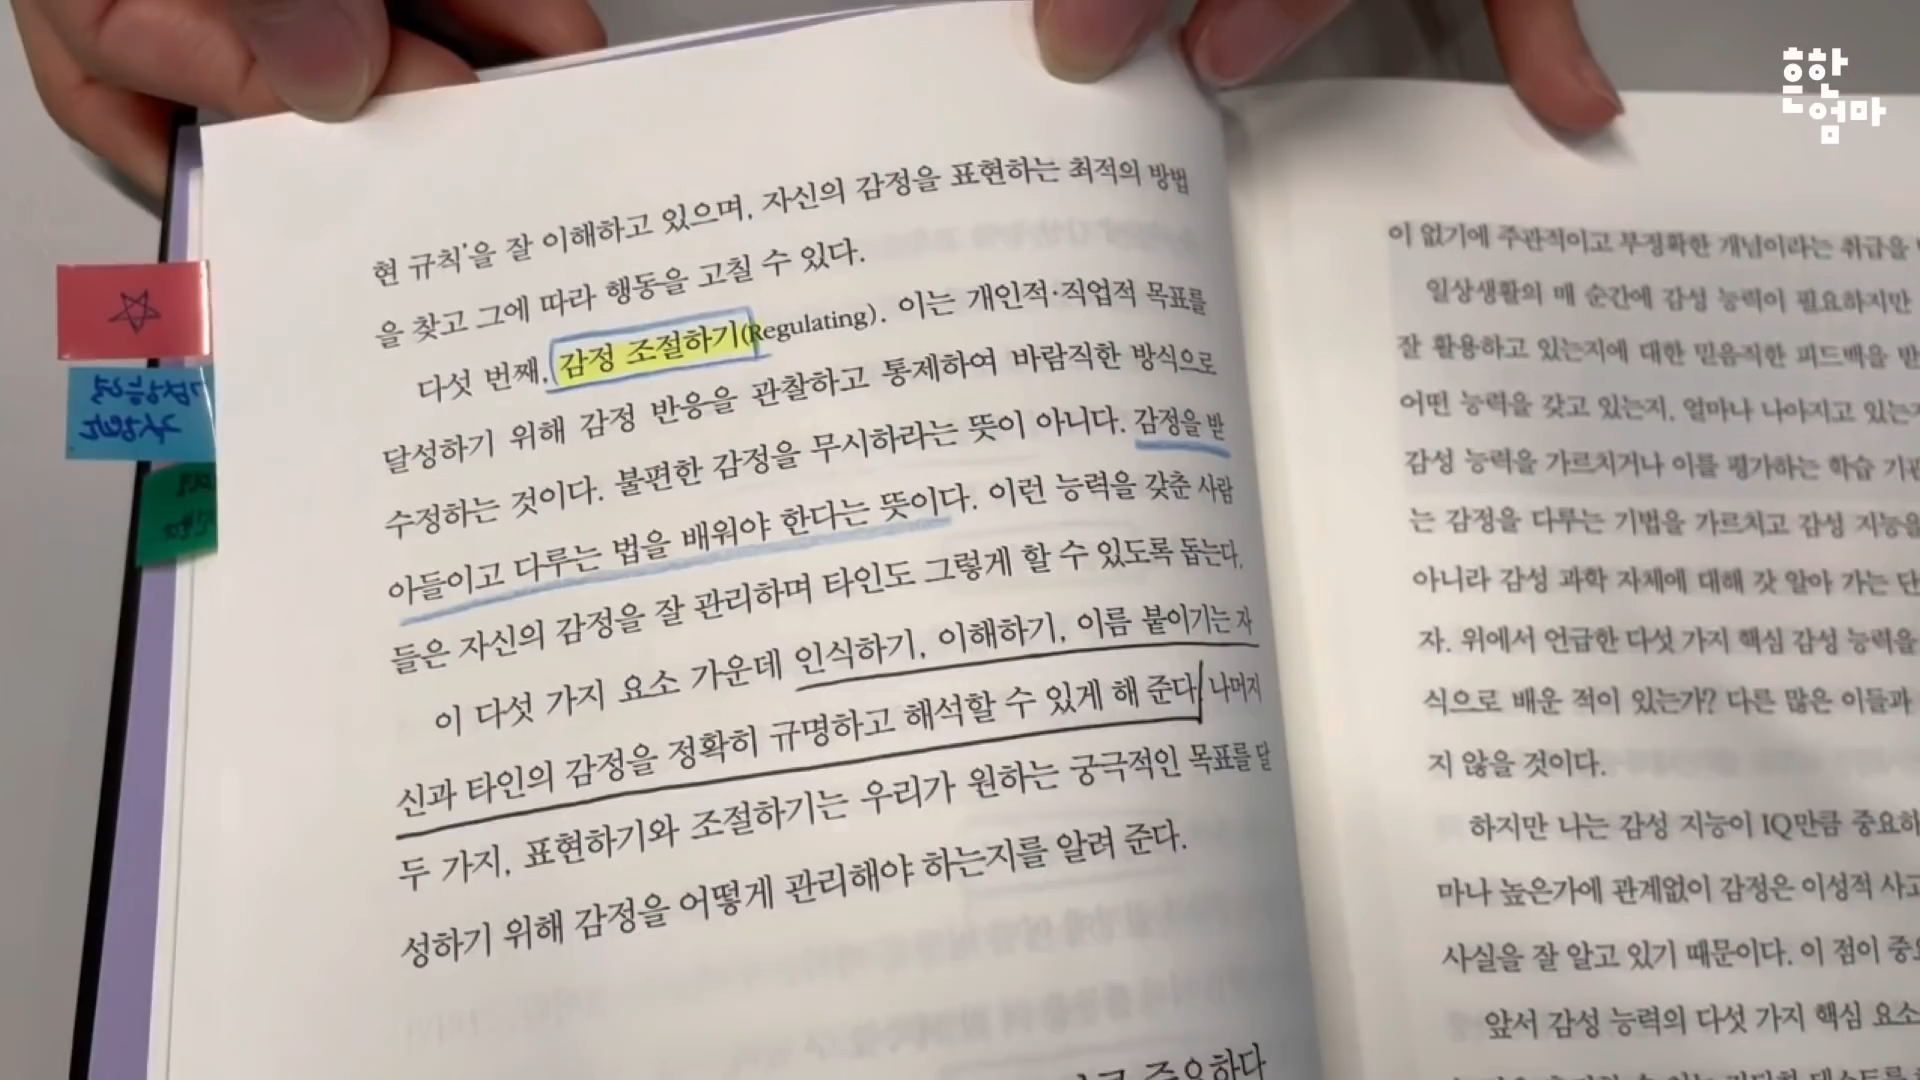 흔한
엄마
현 규칙'을 잘 이해하고 있으며, 자신의 감정을 표현하는 최적의 방법
을 찾고 그에 따라 행동을 고칠 수 있다.
다섯 번째, 감정 조절하기(Regulating). 이는 개인적·직업적 목표를
달성하기 위해 감정 반응을 관찰하고 통제하여 바람직한 방식으로
수정하는 것이다. 불편한 감정을 무시하라는 뜻이 아니다. 감정을 받
아들이고 다루는 법을 배워야 한다는 뜻이다. 이런 능력을 갖춘 사람
들은 자신의 감정을 잘 관리하며 타인도 그렇게 할 수 있도록 돕는다.
이 다섯 가지 요소 가운데 인식하기, 이해하기, 이름 붙이기는 자
신과 타인의 감정을 정확히 규명하고 해석할 수 있게 해 준다. 나머지
두 가지, 표현하기와 조절하기는 우리가 원하는 궁극적인 목표를 달
성하기 위해 감정을 어떻게 관리해야 하는지를 알려 준다.
중요하다
이 없기에 주관적이고 부정확한 개념이라는 취급을
일상생활의 매 순간에 감성 능력이 필요하지만
잘 활용하고 있는지에 대한 믿음직한 피드백을 받
어떤 능력을 갖고 있는지, 얼마나 나아지고 있는지
감성 능력을 가르치거나 이를 평가하는 학습 기관
는 감정을 다루는 기법을 가르치고 감성 지능을
아니라 감성 과학 자체에 대해 갓 알아 가는 단
자. 위에서 언급한 다섯 가지 핵심 감성 능력을
식으로 배운 적이 있는가? 다른 많은 이들과
지 않을 것이다.
하지만 나는 감성 지능이 IQ만큼 중요하
마나 높은가에 관계없이 감정은 이성적 사고
사실을 잘 알고 있기 때문이다. 이 점이 중요
앞서 감성 능력의 다섯 가지 핵심 요소